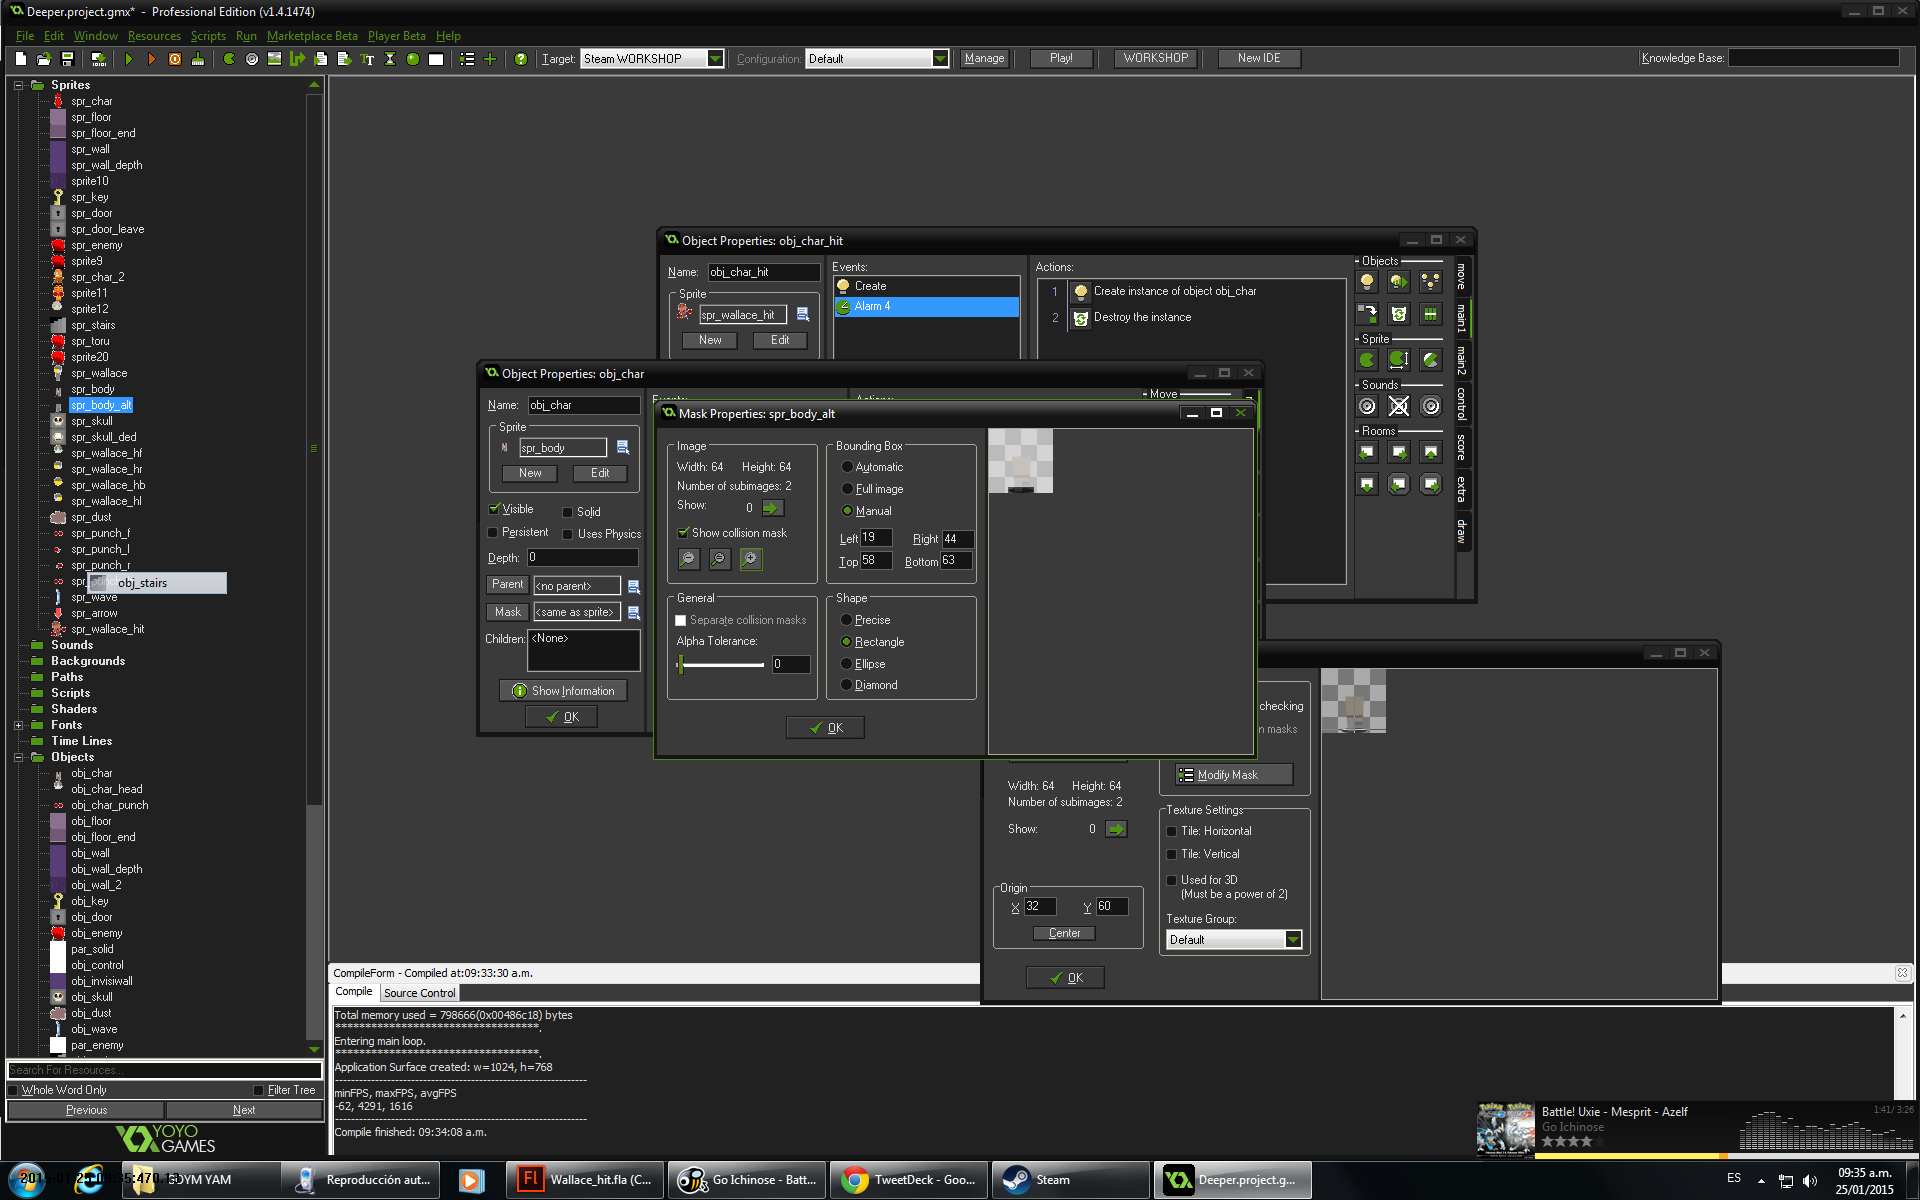 Deeper.project.gmx* - Professional Edition (v1.4.1474)
File Edit Window Resources Scripts Run Marketplace Beta Player Beta Help
Target: Steam WORKSHOP Configuration: Default Manage Play! WORKSHOP New IDE Knowledge Base:
Sprites
spr_char
spr_floor
spr_floor_end
spr_wall
spr_wall_depth
sprite10
spr_key
spr_door
spr_door_leave
spr_enemy
sprite9
spr_char_2
sprite11
sprite12
spr_stairs
spr_toru
sprite20
spr_wallace
spr_body
spr_body_alt
spr_skull
spr_skull_ded
spr_wallace_hf
spr_wallace_hr
spr_wallace_hb
spr_wallace_hl
spr_dust
spr_punch_f
spr_punch_l
spr_punch_r
obj_stairs
spr_wave
spr_arrow
spr_wallace_hit
Sounds
Backgrounds
Paths
Scripts
Shaders
Fonts
Time Lines
Objects
obj_char
obj_char_head
obj_char_punch
obj_floor
obj_floor_end
obj_wall
obj_wall_depth
obj_wall_2
obj_key
obj_door
obj_enemy
par_solid
obj_control
obj_invisiwall
obj_skull
obj_dust
obj_wave
par_enemy
Search For Resources...
Whole Word Only Filter Tree
Previous Next
YOYO
GAMES
Object Properties: obj_char_hit
Name: obj_char_hit
Sprite
spr_wallace_hit
New Edit
Events:
Create
Alarm 4
Actions:
1 Create instance of object obj_char
2 Destroy the instance
Objects
Sprite
Sounds
Rooms
move
main1
main2
control
score
extra
draw
Object Properties: obj_char
Name: obj_char
Sprite
spr_body
New Edit
Visible Solid
Persistent Uses Physics
Depth: 0
Parent <no parent>
Mask <same as sprite>
Children: <None>
Show Information
OK
Move
Mask Properties: spr_body_alt
Image
Width: 64 Height: 64
Number of subimages: 2
Show: 0
Show collision mask
General
Separate collision masks
Alpha Tolerance:
0
Bounding Box
Automatic
Full image
Manual
Left 19 Right 44
Top 58 Bottom 63
Shape
Precise
Rectangle
Ellipse
Diamond
OK
checking
n masks
Modify Mask
Width: 64 Height: 64
Number of subimages: 2
Show: 0
Texture Settings
Tile: Horizontal
Tile: Vertical
Used for 3D
(Must be a power of 2)
Texture Group:
Default
Origin
X 32 Y 60
Center
OK
CompileForm - Compiled at:09:33:30 a.m.
Compile Source Control
Total memory used = 798666(0x00486c18) bytes
Entering main loop.
Application Surface created: w=1024, h=768
minFPS, maxFPS, avgFPS
-62, 4291, 1616
Compile finished: 09:34:08 a.m.
Battle! Uxie - Mesprit - Azelf
Go Ichinose
1:41/3:26
YAM
Reproducción aut...
Wallace_hit.fla (C...
Go Ichinose - Batt...
TweetDeck - Goo...
Steam
Deeper.project.g...
ES
09:35 a.m.
25/01/2015